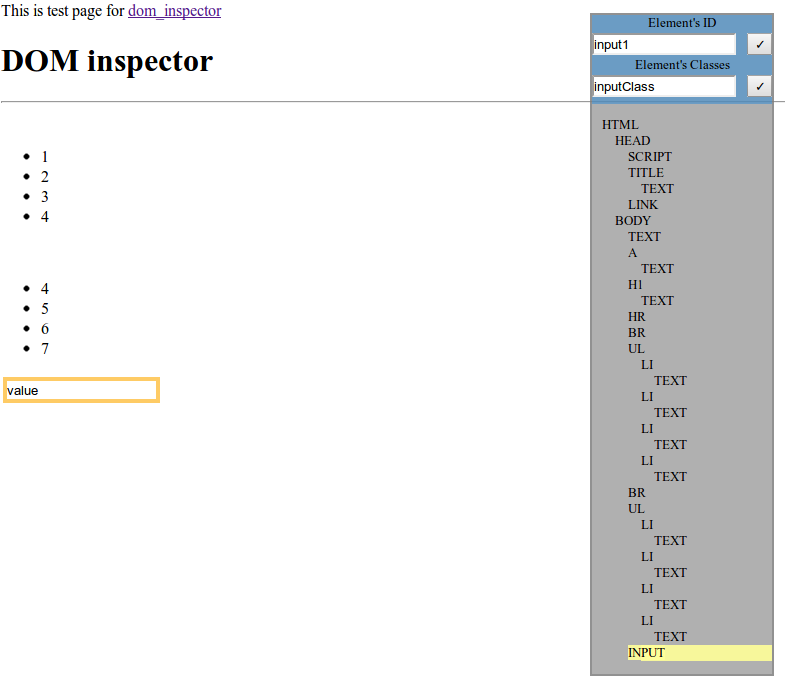 This is test page for dom_inspector
DOM inspector
1
2
3
4
4
5
6
7
value
Element's ID
input1 ✓
Element's Classes
inputClass ✓
HTML
HEAD
SCRIPT
TITLE
TEXT
LINK
BODY
TEXT
A
TEXT
H1
TEXT
HR
BR
UL
LI
TEXT
LI
TEXT
LI
TEXT
LI
TEXT
BR
UL
LI
TEXT
LI
TEXT
LI
TEXT
LI
TEXT
INPUT